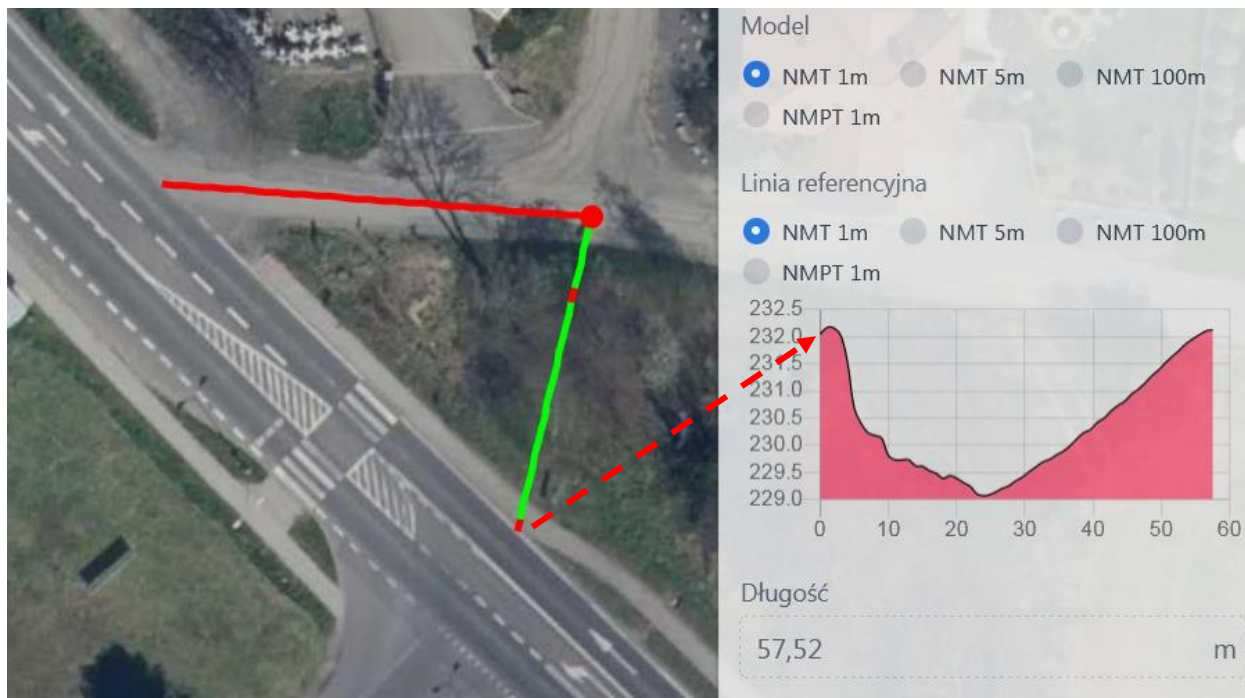 Model
NMT 1m NMT 5m NMT 100m
NMPT 1m
Linia referencyjna
NMT 1m NMT 5m NMT 100m
NMPT 1m
232.5
232.0
231.5
231.0
230.5
230.0
229.5
229.0
0 10 20 30 40 50 60
Długość
57,52 m